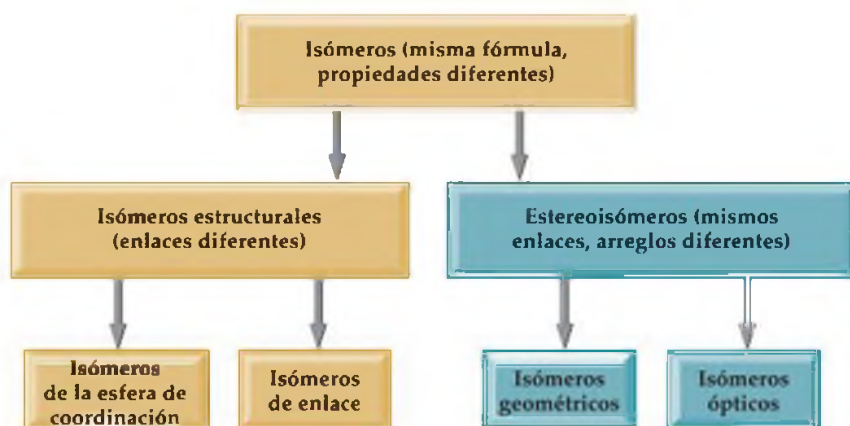 Isómeros (misma fórmula,
propiedades diferentes)
Isómeros estructurales
(enlaces diferentes)
Estereoisómeros (mismos
enlaces, arreglos diferentes)
Isómeros
de la esfera de
coordinación
Isómeros
de enlace
Isómeros
geométricos
Isómeros
ópticos